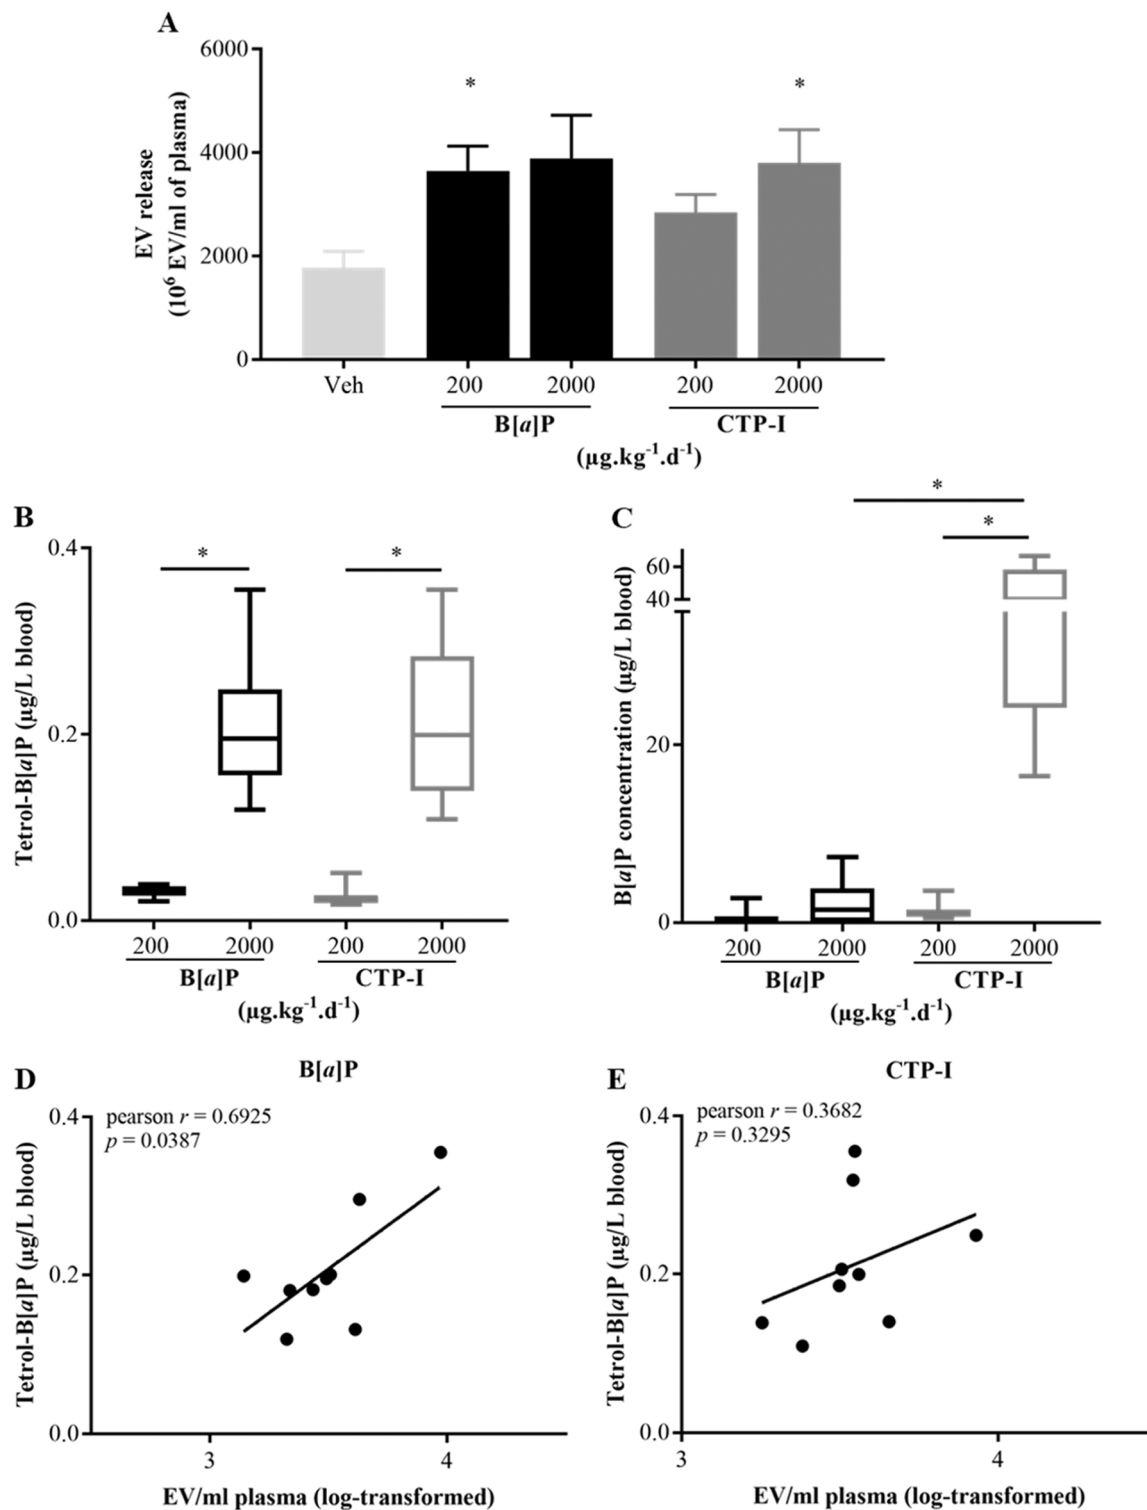 A
EV release
(10⁶ EV/ml of plasma)
6000
4000
2000
0
*
*
Veh
200
2000
200
2000
B[a]P
CTP-I
(µg.kg⁻¹.d⁻¹)
B
Tetrol-B[a]P (µg/L blood)
0.4
0.2
0.0
*
*
200
2000
200
2000
B[a]P
CTP-I
(µg.kg⁻¹.d⁻¹)
C
B[a]P concentration (µg/L blood)
60
40
20
0
*
*
200
2000
200
2000
B[a]P
CTP-I
(µg.kg⁻¹.d⁻¹)
D
B[a]P
pearson r = 0.6925
p = 0.0387
Tetrol-B[a]P (µg/L blood)
0.4
0.2
0.0
3
4
EV/ml plasma (log-transformed)
E
CTP-I
pearson r = 0.3682
p = 0.3295
Tetrol-B[a]P (µg/L blood)
0.4
0.2
0.0
3
4
EV/ml plasma (log-transformed)